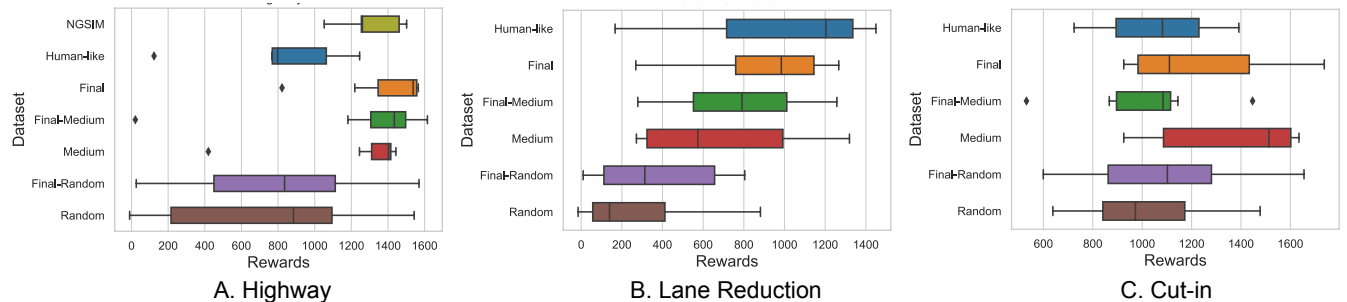 Dataset
NGSIM
Human-like
Final
Final-Medium
Medium
Final-Random
Random
0 200 400 600 800 1000 1200 1400 1600
Rewards
A. Highway
Dataset
Human-like
Final
Final-Medium
Medium
Final-Random
Random
0 200 400 600 800 1000 1200 1400
Rewards
B. Lane Reduction
Dataset
Human-like
Final
Final-Medium
Medium
Final-Random
Random
600 800 1000 1200 1400 1600
Rewards
C. Cut-in